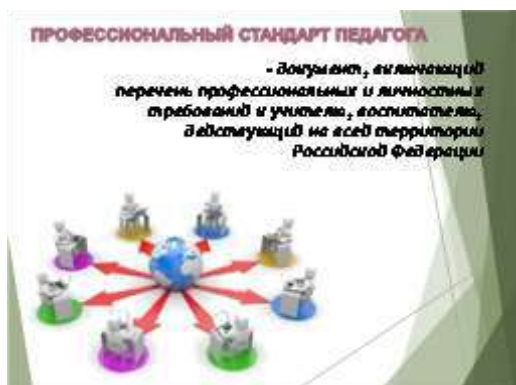 ПРОФЕССИОНАЛЬНЫЙ СТАНДАРТ ПЕДАГОГА
- документ, включающий
перечень профессиональных и личностных
требований к учителю, воспитателю,
действующий на всей территории
Российской Федерации